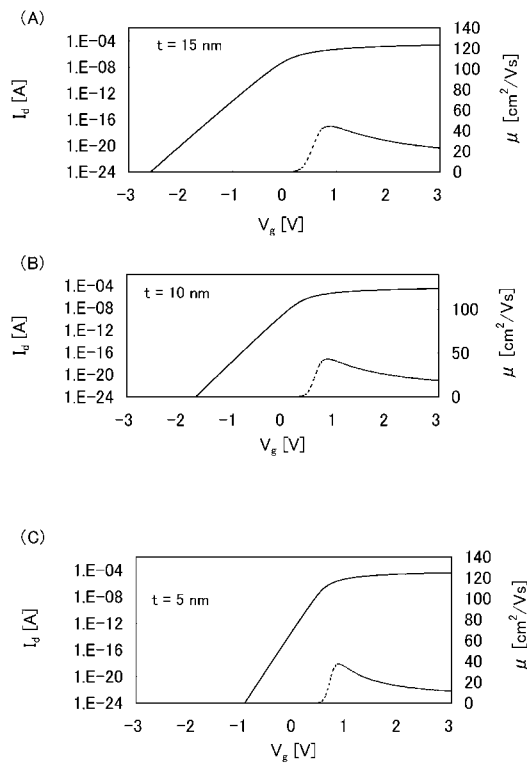 (A)
t = 15 nm
I_d [A]
1.E-04
1.E-08
1.E-12
1.E-16
1.E-20
1.E-24
140
120
100
80
60
40
20
0
μ [cm²/Vs]
-3 -2 -1 0 1 2 3
V_g [V]
(B)
t = 10 nm
I_d [A]
1.E-04
1.E-08
1.E-12
1.E-16
1.E-20
1.E-24
100
50
0
μ [cm²/Vs]
-3 -2 -1 0 1 2 3
V_g [V]
(C)
t = 5 nm
I_d [A]
1.E-04
1.E-08
1.E-12
1.E-16
1.E-20
1.E-24
140
120
100
80
60
40
20
0
μ [cm²/Vs]
-3 -2 -1 0 1 2 3
V_g [V]